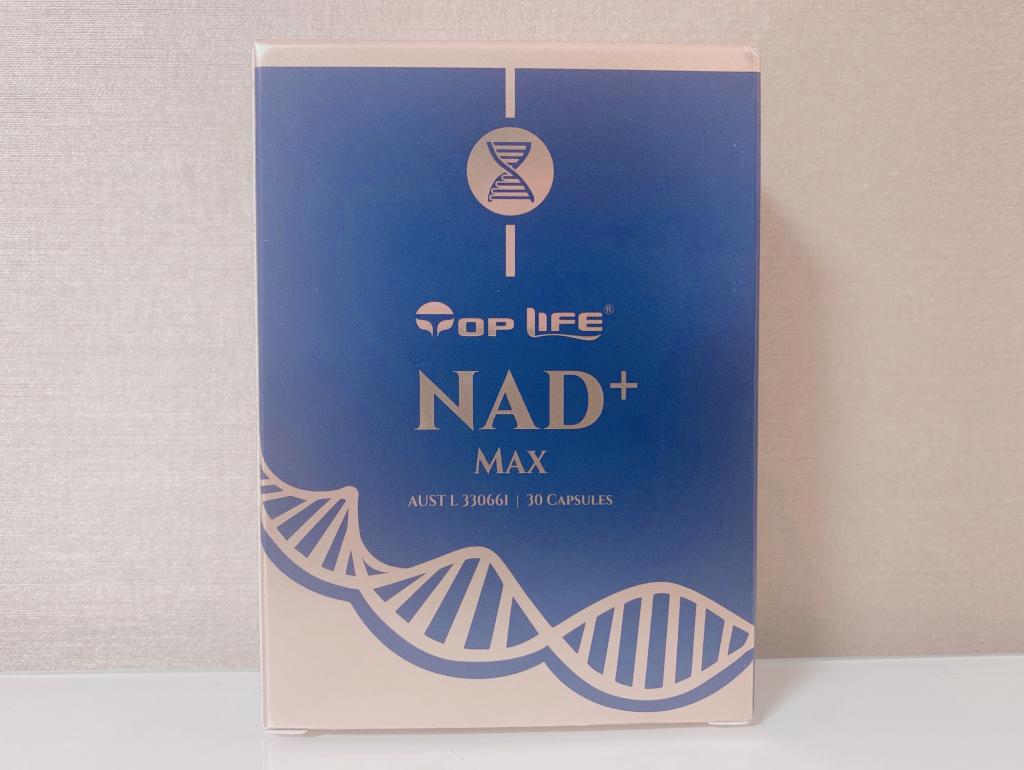 TOP LIFE®
NAD+
MAX
AUST L 330661 | 30 CAPSULES